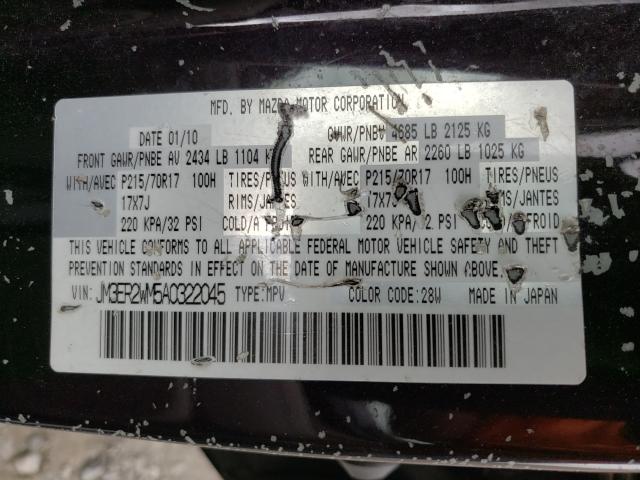 MFD. BY MAZDA MOTOR CORPORATION
DATE 01/10 GVWR/PNBV 4685 LB 2125 KG
FRONT GAWR/PNBE AV 2434 LB 1104 KG REAR GAWR/PNBE AR 2260 LB 1025 KG
WITH/AVEC P215/70R17 100H TIRES/PNEUS WITH/AVEC P215/70R17 100H TIRES/PNEUS
17X7J RIMS/JANTES 17X7J RIMS/JANTES
220 KPA/32 PSI COLD/A FROID 220 KPA/32 PSI COLD/A FROID
THIS VEHICLE CONFORMS TO ALL APPLICABLE FEDERAL MOTOR VEHICLE SAFETY AND THEFT
PREVENTION STANDARDS IN EFFECT ON THE DATE OF MANUFACTURE SHOWN ABOVE.
VIN: JM3ER2WM5A0322045 TYPE:MPV COLOR CODE:28W MADE IN JAPAN